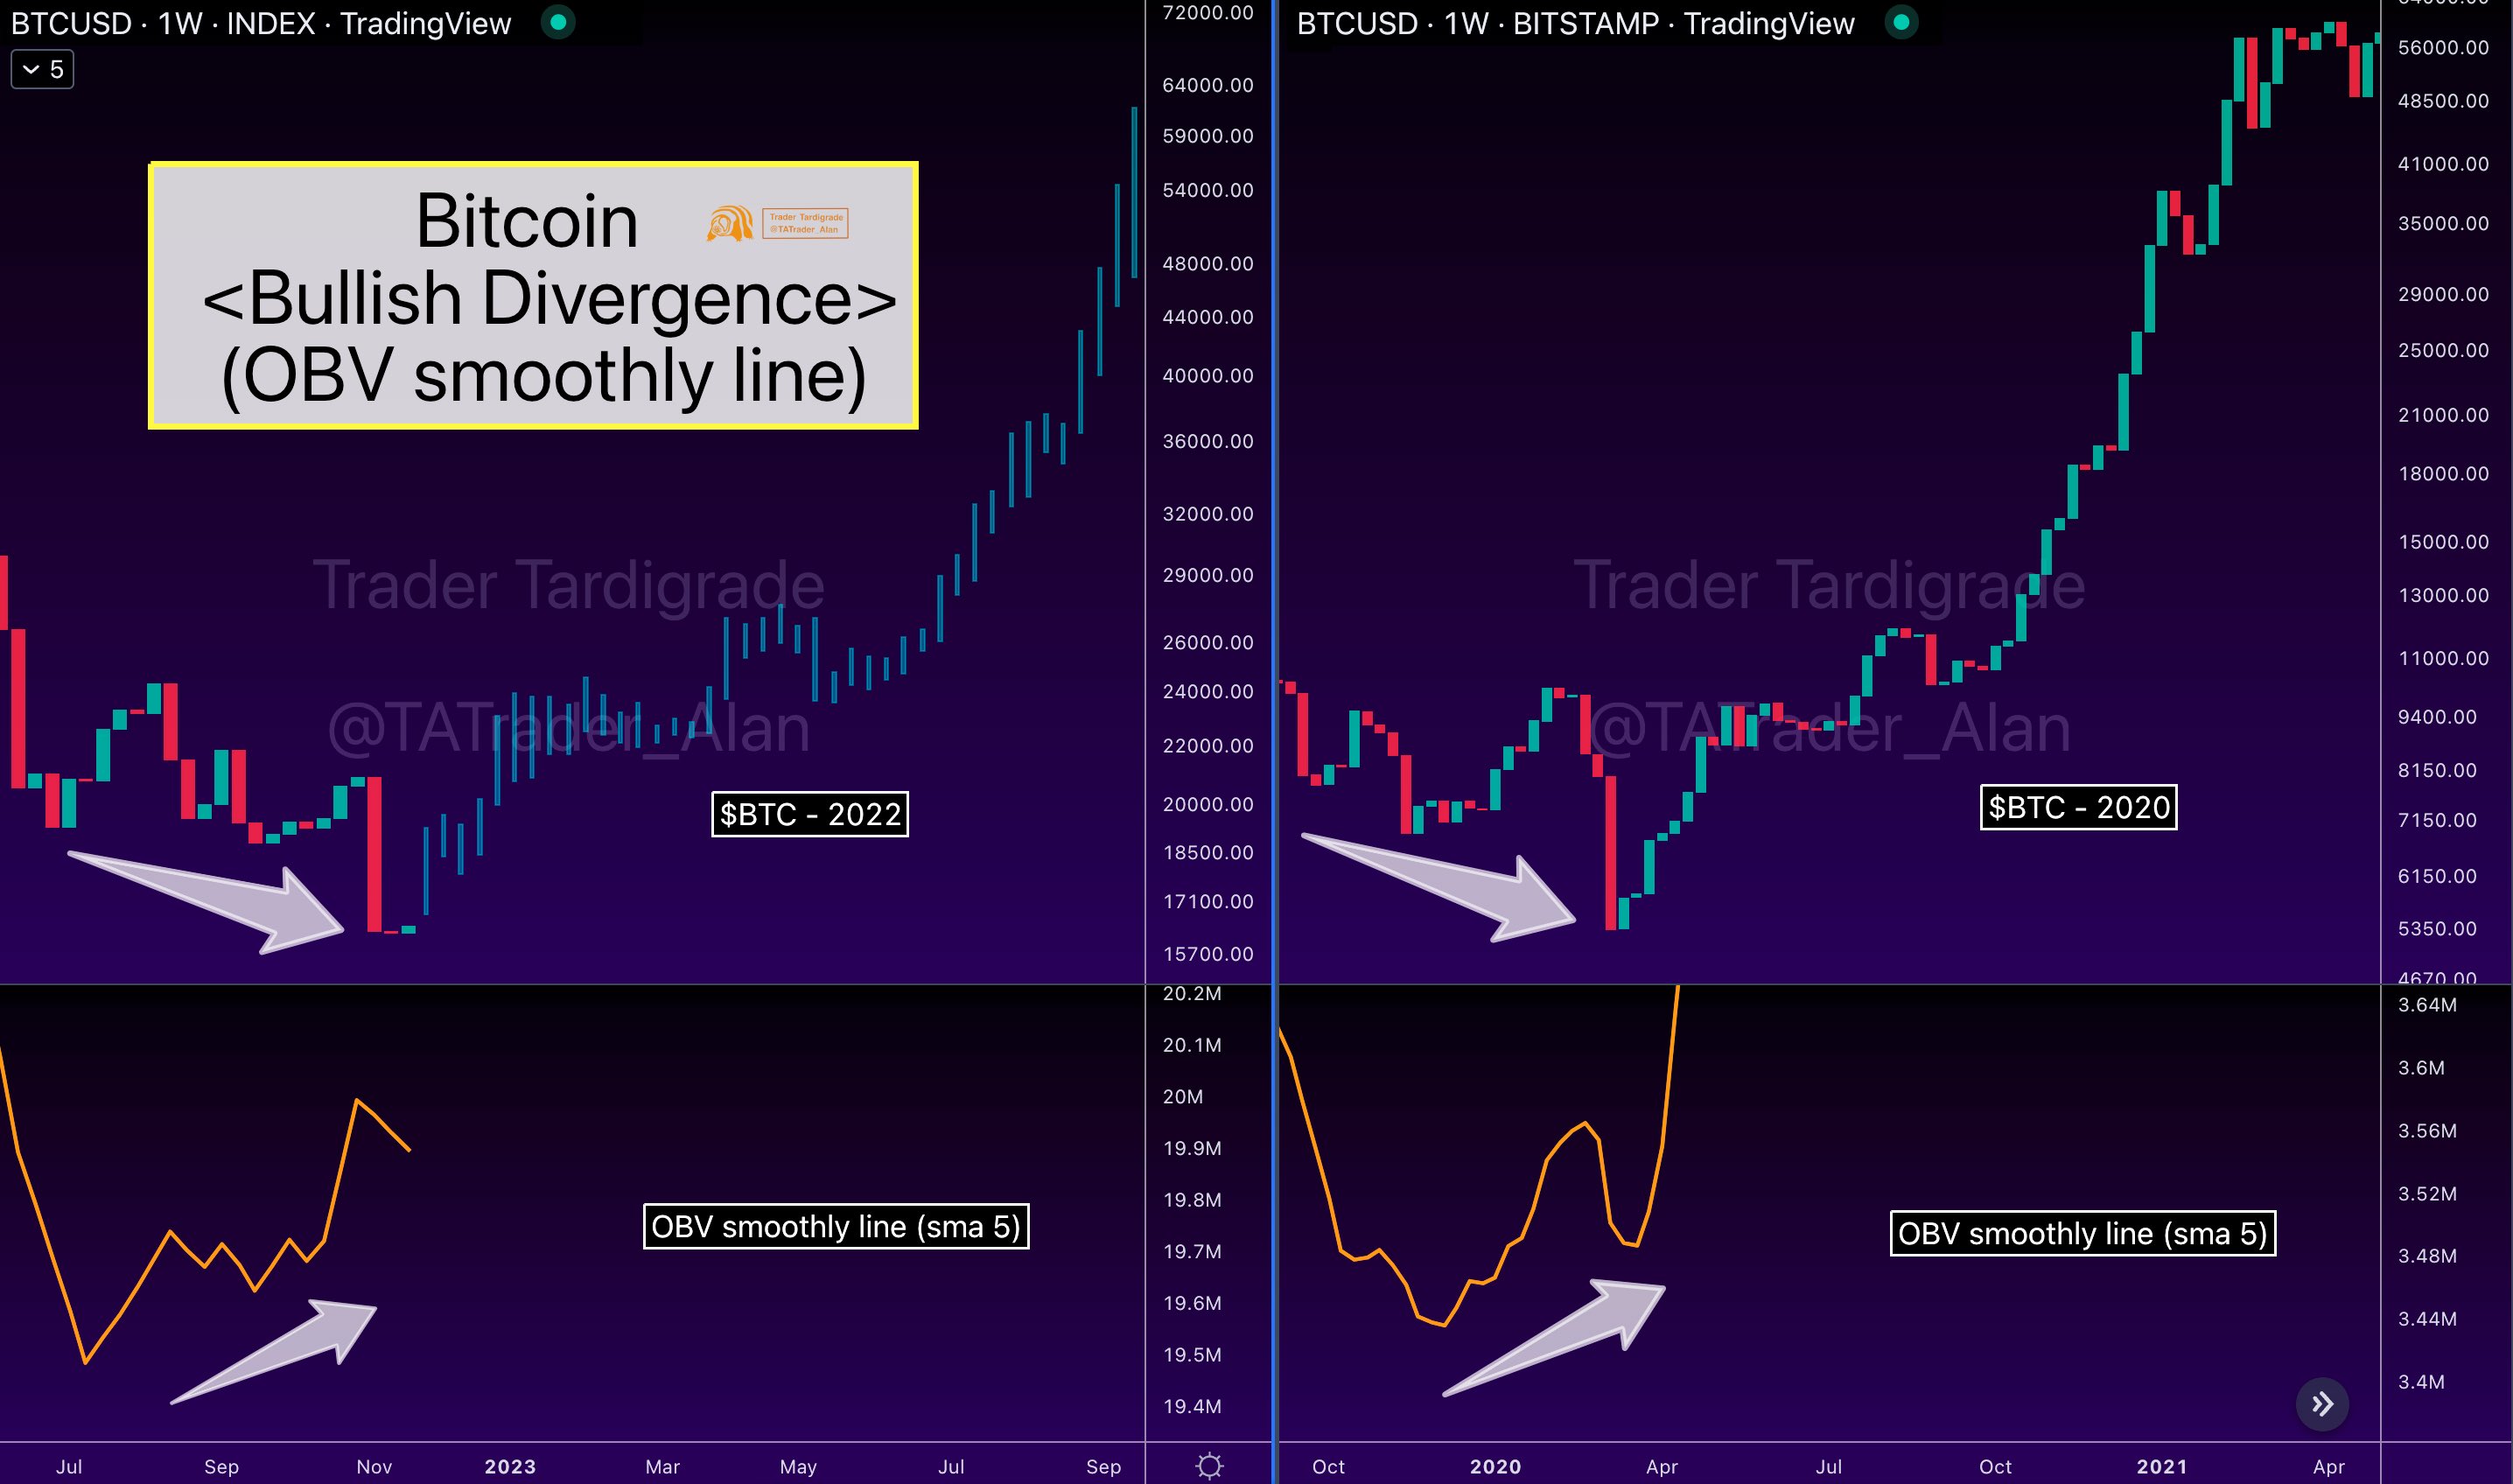 BTCUSD · 1W · INDEX · TradingView
5
Bitcoin
Trader Tardigrade
@TATrader_Alan
<Bullish Divergence>
(OBV smoothly line)
Trader Tardigrade
@TATrader_Alan
$BTC - 2022
72000.00
64000.00
59000.00
54000.00
48000.00
44000.00
40000.00
36000.00
32000.00
29000.00
26000.00
24000.00
22000.00
20000.00
18500.00
17100.00
15700.00
OBV smoothly line (sma 5)
20.2M
20.1M
20M
19.9M
19.8M
19.7M
19.6M
19.5M
19.4M
Jul Sep Nov 2023 Mar May Jul Sep
BTCUSD · 1W · BITSTAMP · TradingView
Trader Tardigrade
@TATrader_Alan
$BTC - 2020
56000.00
48500.00
41000.00
35000.00
29000.00
25000.00
21000.00
18000.00
15000.00
13000.00
11000.00
9400.00
8150.00
7150.00
6150.00
5350.00
4670.00
OBV smoothly line (sma 5)
3.64M
3.6M
3.56M
3.52M
3.48M
3.44M
3.4M
Oct 2020 Apr Jul Oct 2021 Apr